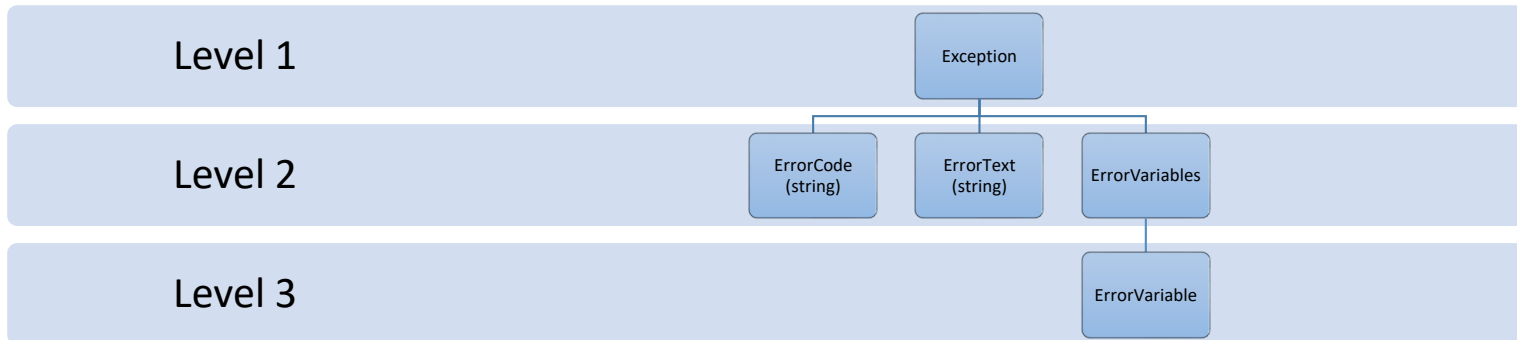 Level 1
Exception
Level 2
ErrorCode
(string)
ErrorText
(string)
ErrorVariables
Level 3
ErrorVariable